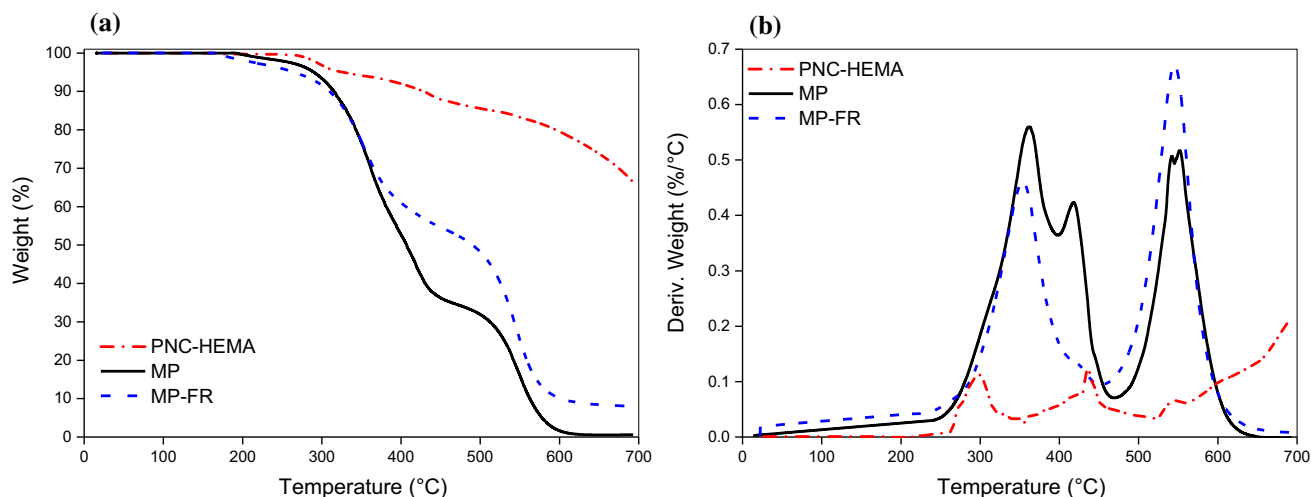 (a)
100
90
80
70
60
50
40
30
20
10
0
Weight (%)
PNC-HEMA
MP
MP-FR
0 100 200 300 400 500 600 700
Temperature (°C)
(b)
0.7
0.6
0.5
0.4
0.3
0.2
0.1
0.0
Deriv. Weight (%/°C)
PNC-HEMA
MP
MP-FR
0 100 200 300 400 500 600 700
Temperature (°C)